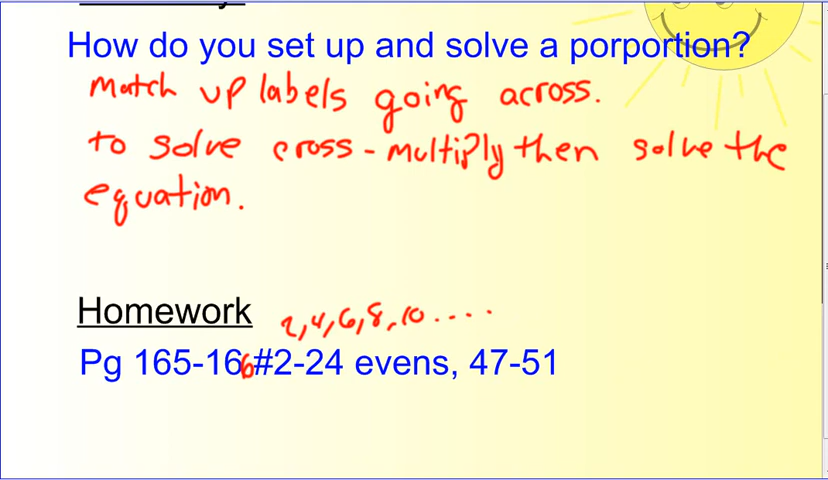 How do you set up and solve a porportion?
match up labels going across.
to solve cross-multiply then solve the
equation.
Homework 2,4,6,8,10....
Pg 165-166 #2-24 evens, 47-51